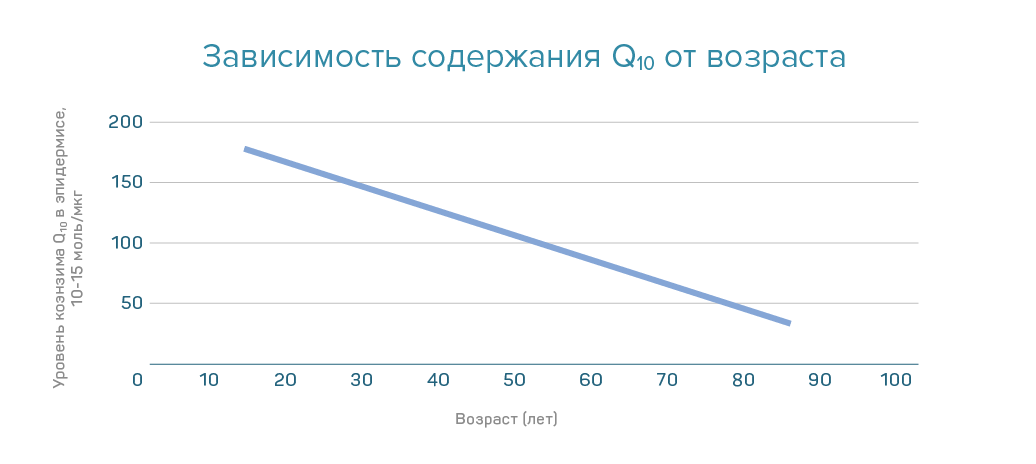 Зависимость содержания Q10 от возраста
Уровень коэнзима Q10 в эпидермисе,
10-15 моль/мкг
200
150
100
50
0 10 20 30 40 50 60 70 80 90 100
Возраст (лет)